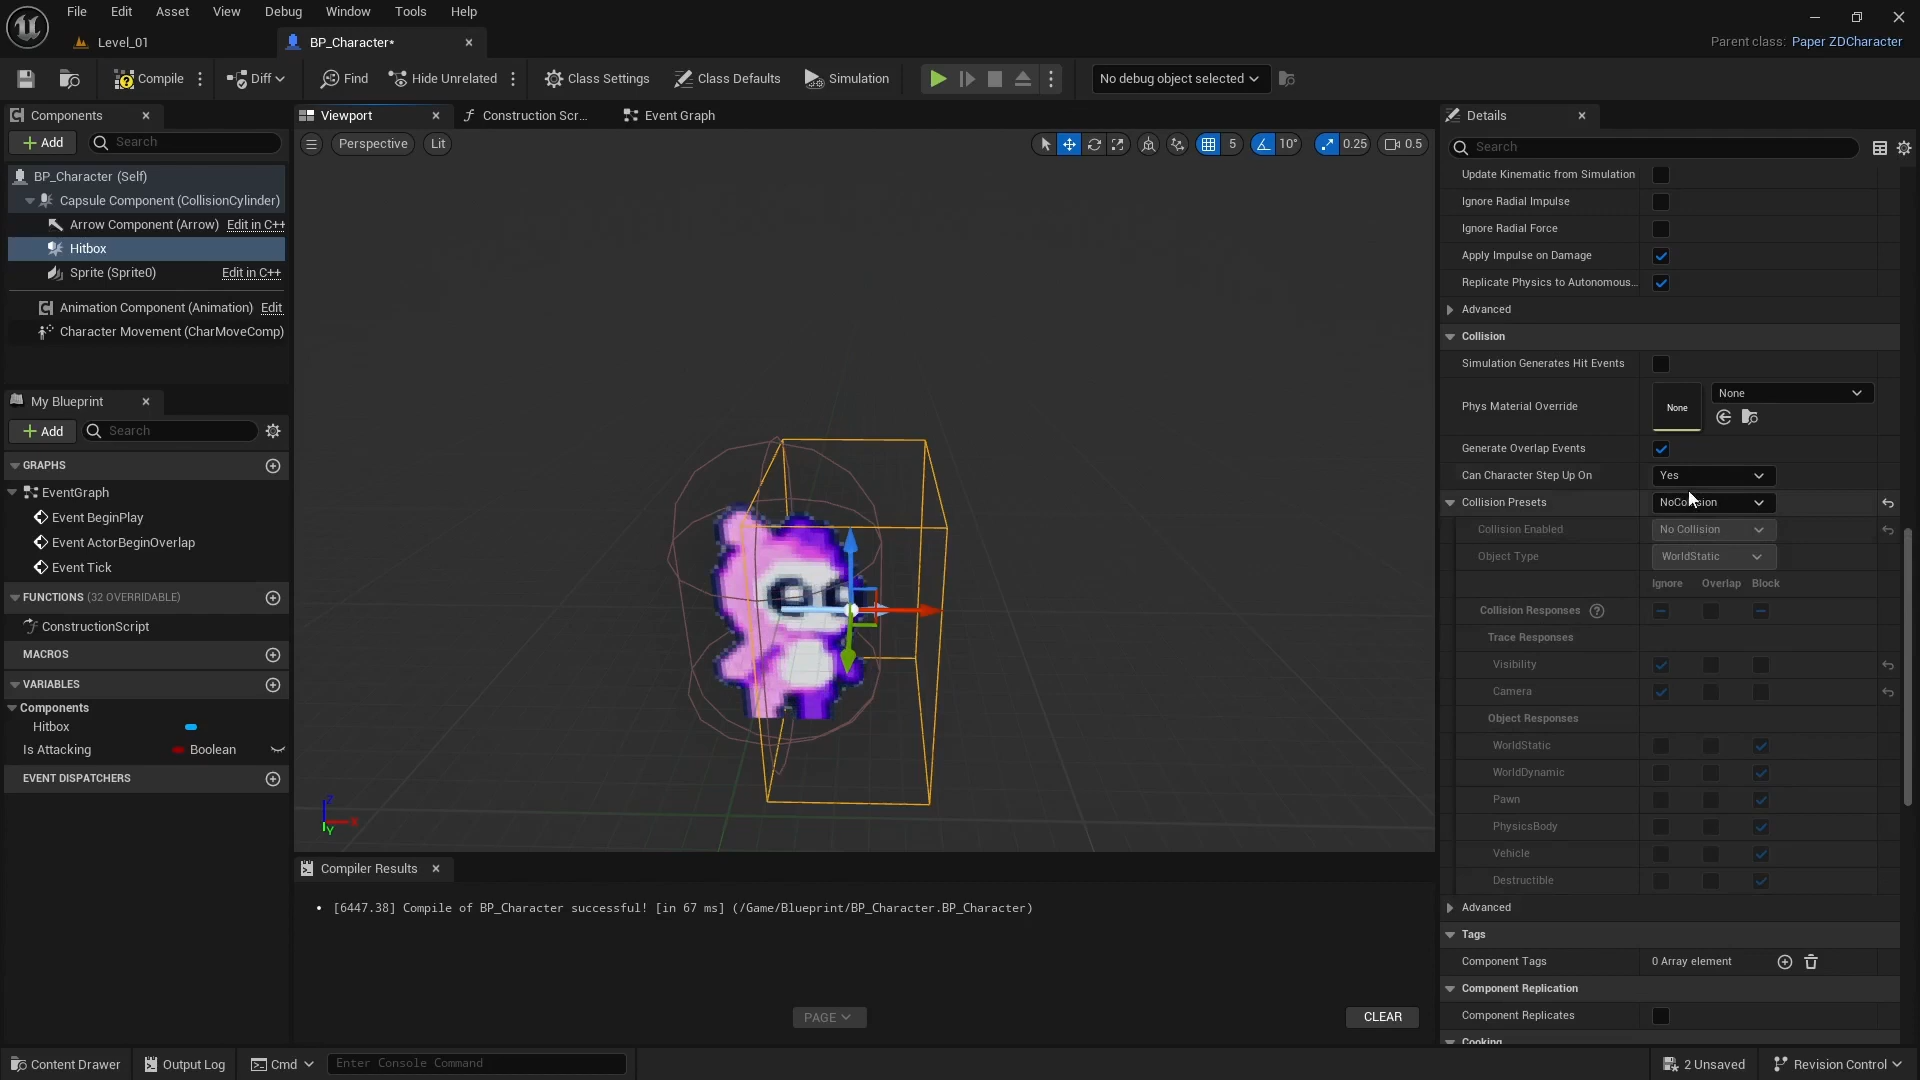 File Edit Asset View Debug Window Tools Help
Level_01
BP_Character*
Parent class: Paper ZDCharacter
Compile
Diff
Find
Hide Unrelated
Class Settings
Class Defaults
Simulation
No debug object selected
Components
Add
Search
BP_Character (Self)
Capsule Component (CollisionCylinder)
Arrow Component (Arrow) Edit in C++
Hitbox
Sprite (Sprite0) Edit in C++
Animation Component (Animation) Edit
Character Movement (CharMoveComp)
My Blueprint
Add
Search
GRAPHS
EventGraph
Event BeginPlay
Event ActorBeginOverlap
Event Tick
FUNCTIONS (32 OVERRIDABLE)
ConstructionScript
MACROS
VARIABLES
Components
Hitbox
Is Attacking Boolean
EVENT DISPATCHERS
Viewport
Construction Scr...
Event Graph
Perspective
Lit
5
10°
0.25
0.5
Z
X
Y
Compiler Results
[6447.38] Compile of BP_Character successful! [in 67 ms] (/Game/Blueprint/BP_Character.BP_Character)
PAGE
CLEAR
Details
Search
Update Kinematic from Simulation
Ignore Radial Impulse
Ignore Radial Force
Apply Impulse on Damage
Replicate Physics to Autonomous...
Advanced
Collision
Simulation Generates Hit Events
Phys Material Override None None
Generate Overlap Events
Can Character Step Up On Yes
Collision Presets
Collision Enabled No Collision
Object Type WorldStatic
Ignore Overlap Block
Collision Responses
Trace Responses
Visibility
Camera
Object Responses
WorldStatic
WorldDynamic
Pawn
PhysicsBody
Vehicle
Destructible
Advanced
Tags
Component Tags 0 Array element
Component Replication
Component Replicates
Cooking
Content Drawer
Output Log
Cmd
Enter Console Command
2 Unsaved
Revision Control